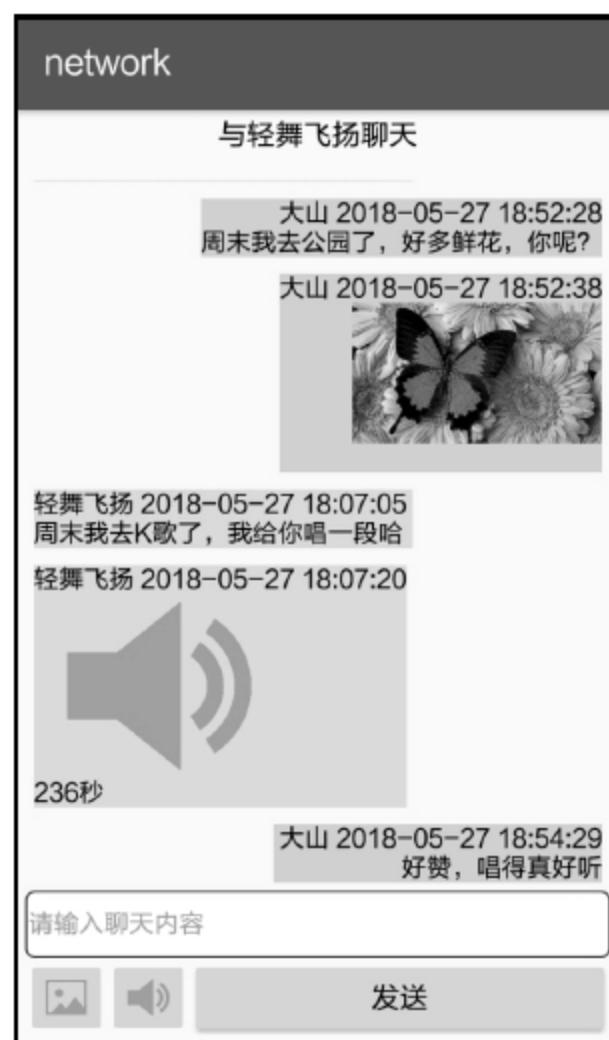 network
与轻舞飞扬聊天
大山 2018-05-27 18:52:28
周末我去公园了，好多鲜花，你呢?
大山 2018-05-27 18:52:38
轻舞飞扬 2018-05-27 18:07:05
周末我去K歌了，我给你唱一段哈
轻舞飞扬 2018-05-27 18:07:20
236秒
大山 2018-05-27 18:54:29
好赞，唱得真好听
请输入聊天内容
发送